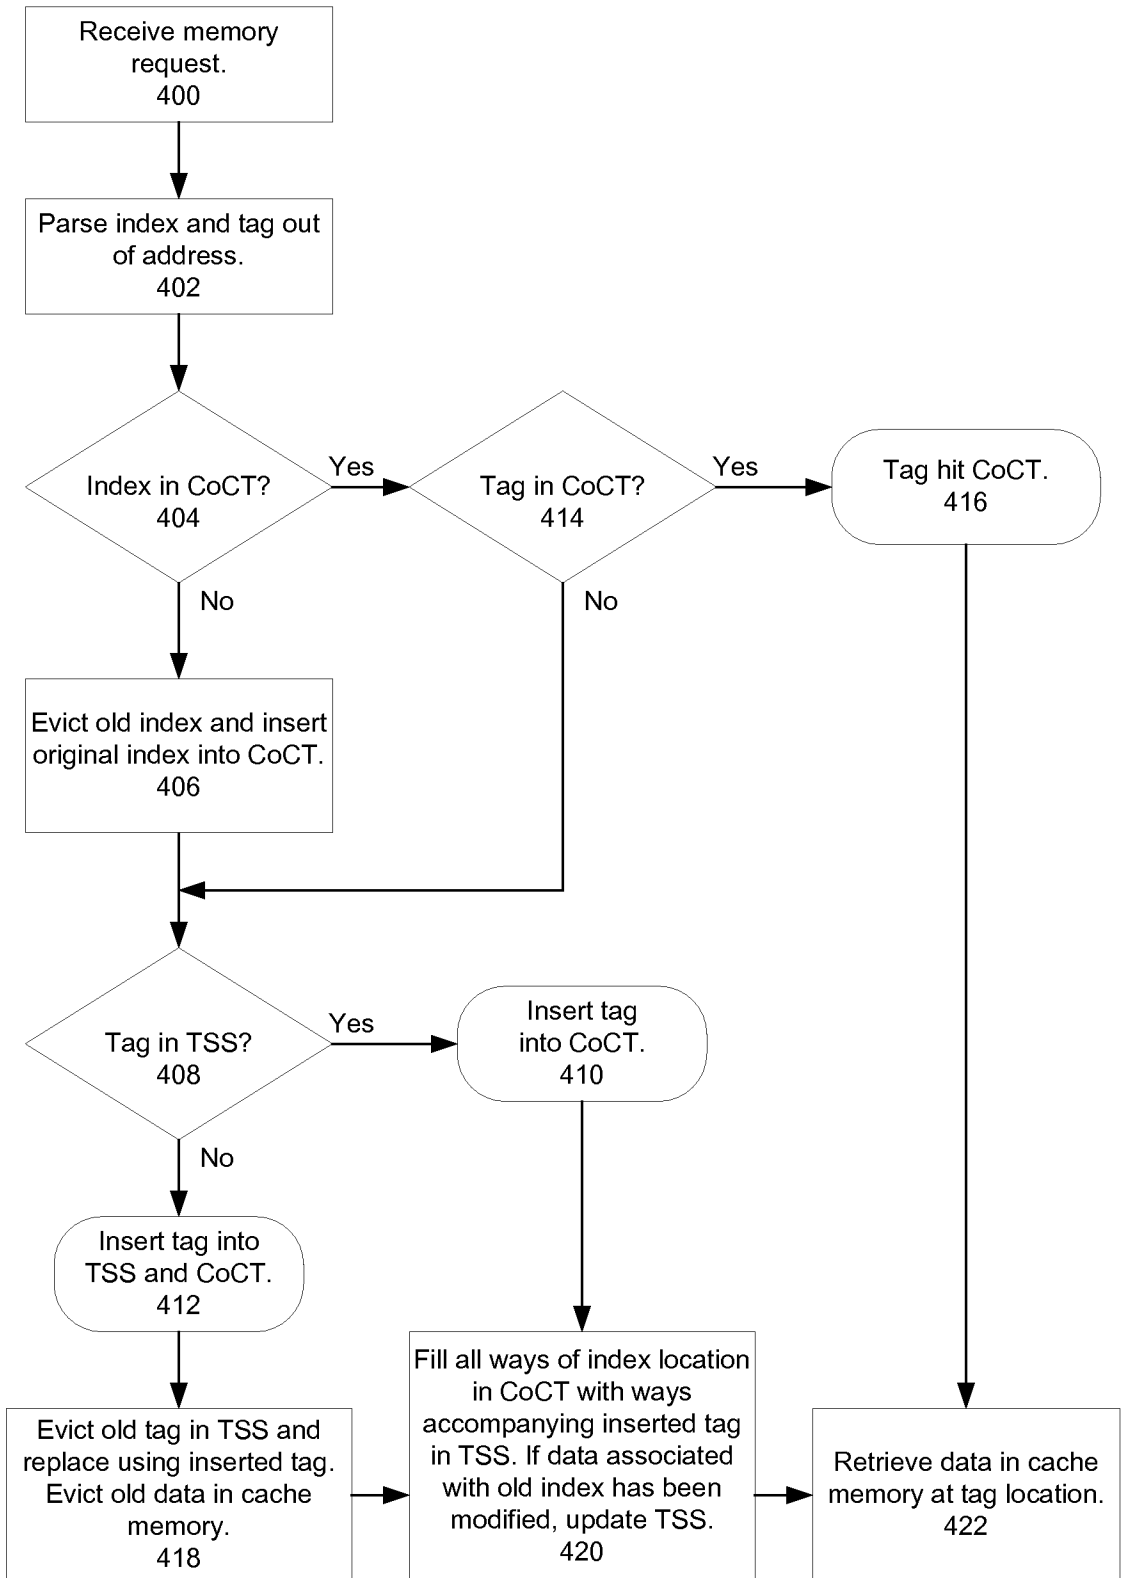 Receive memory
request.
400
Parse index and tag out
of address.
402
Index in CoCT?
404
Yes
Tag in CoCT?
414
Yes
Tag hit CoCT.
416
No
No
Evict old index and insert
original index into CoCT.
406
Tag in TSS?
408
Yes
Insert tag
into CoCT.
410
No
Insert tag into
TSS and CoCT.
412
Evict old tag in TSS and
replace using inserted tag.
Evict old data in cache
memory.
418
Fill all ways of index location
in CoCT with ways
accompanying inserted tag
in TSS. If data associated
with old index has been
modified, update TSS.
420
Retrieve data in cache
memory at tag location.
422